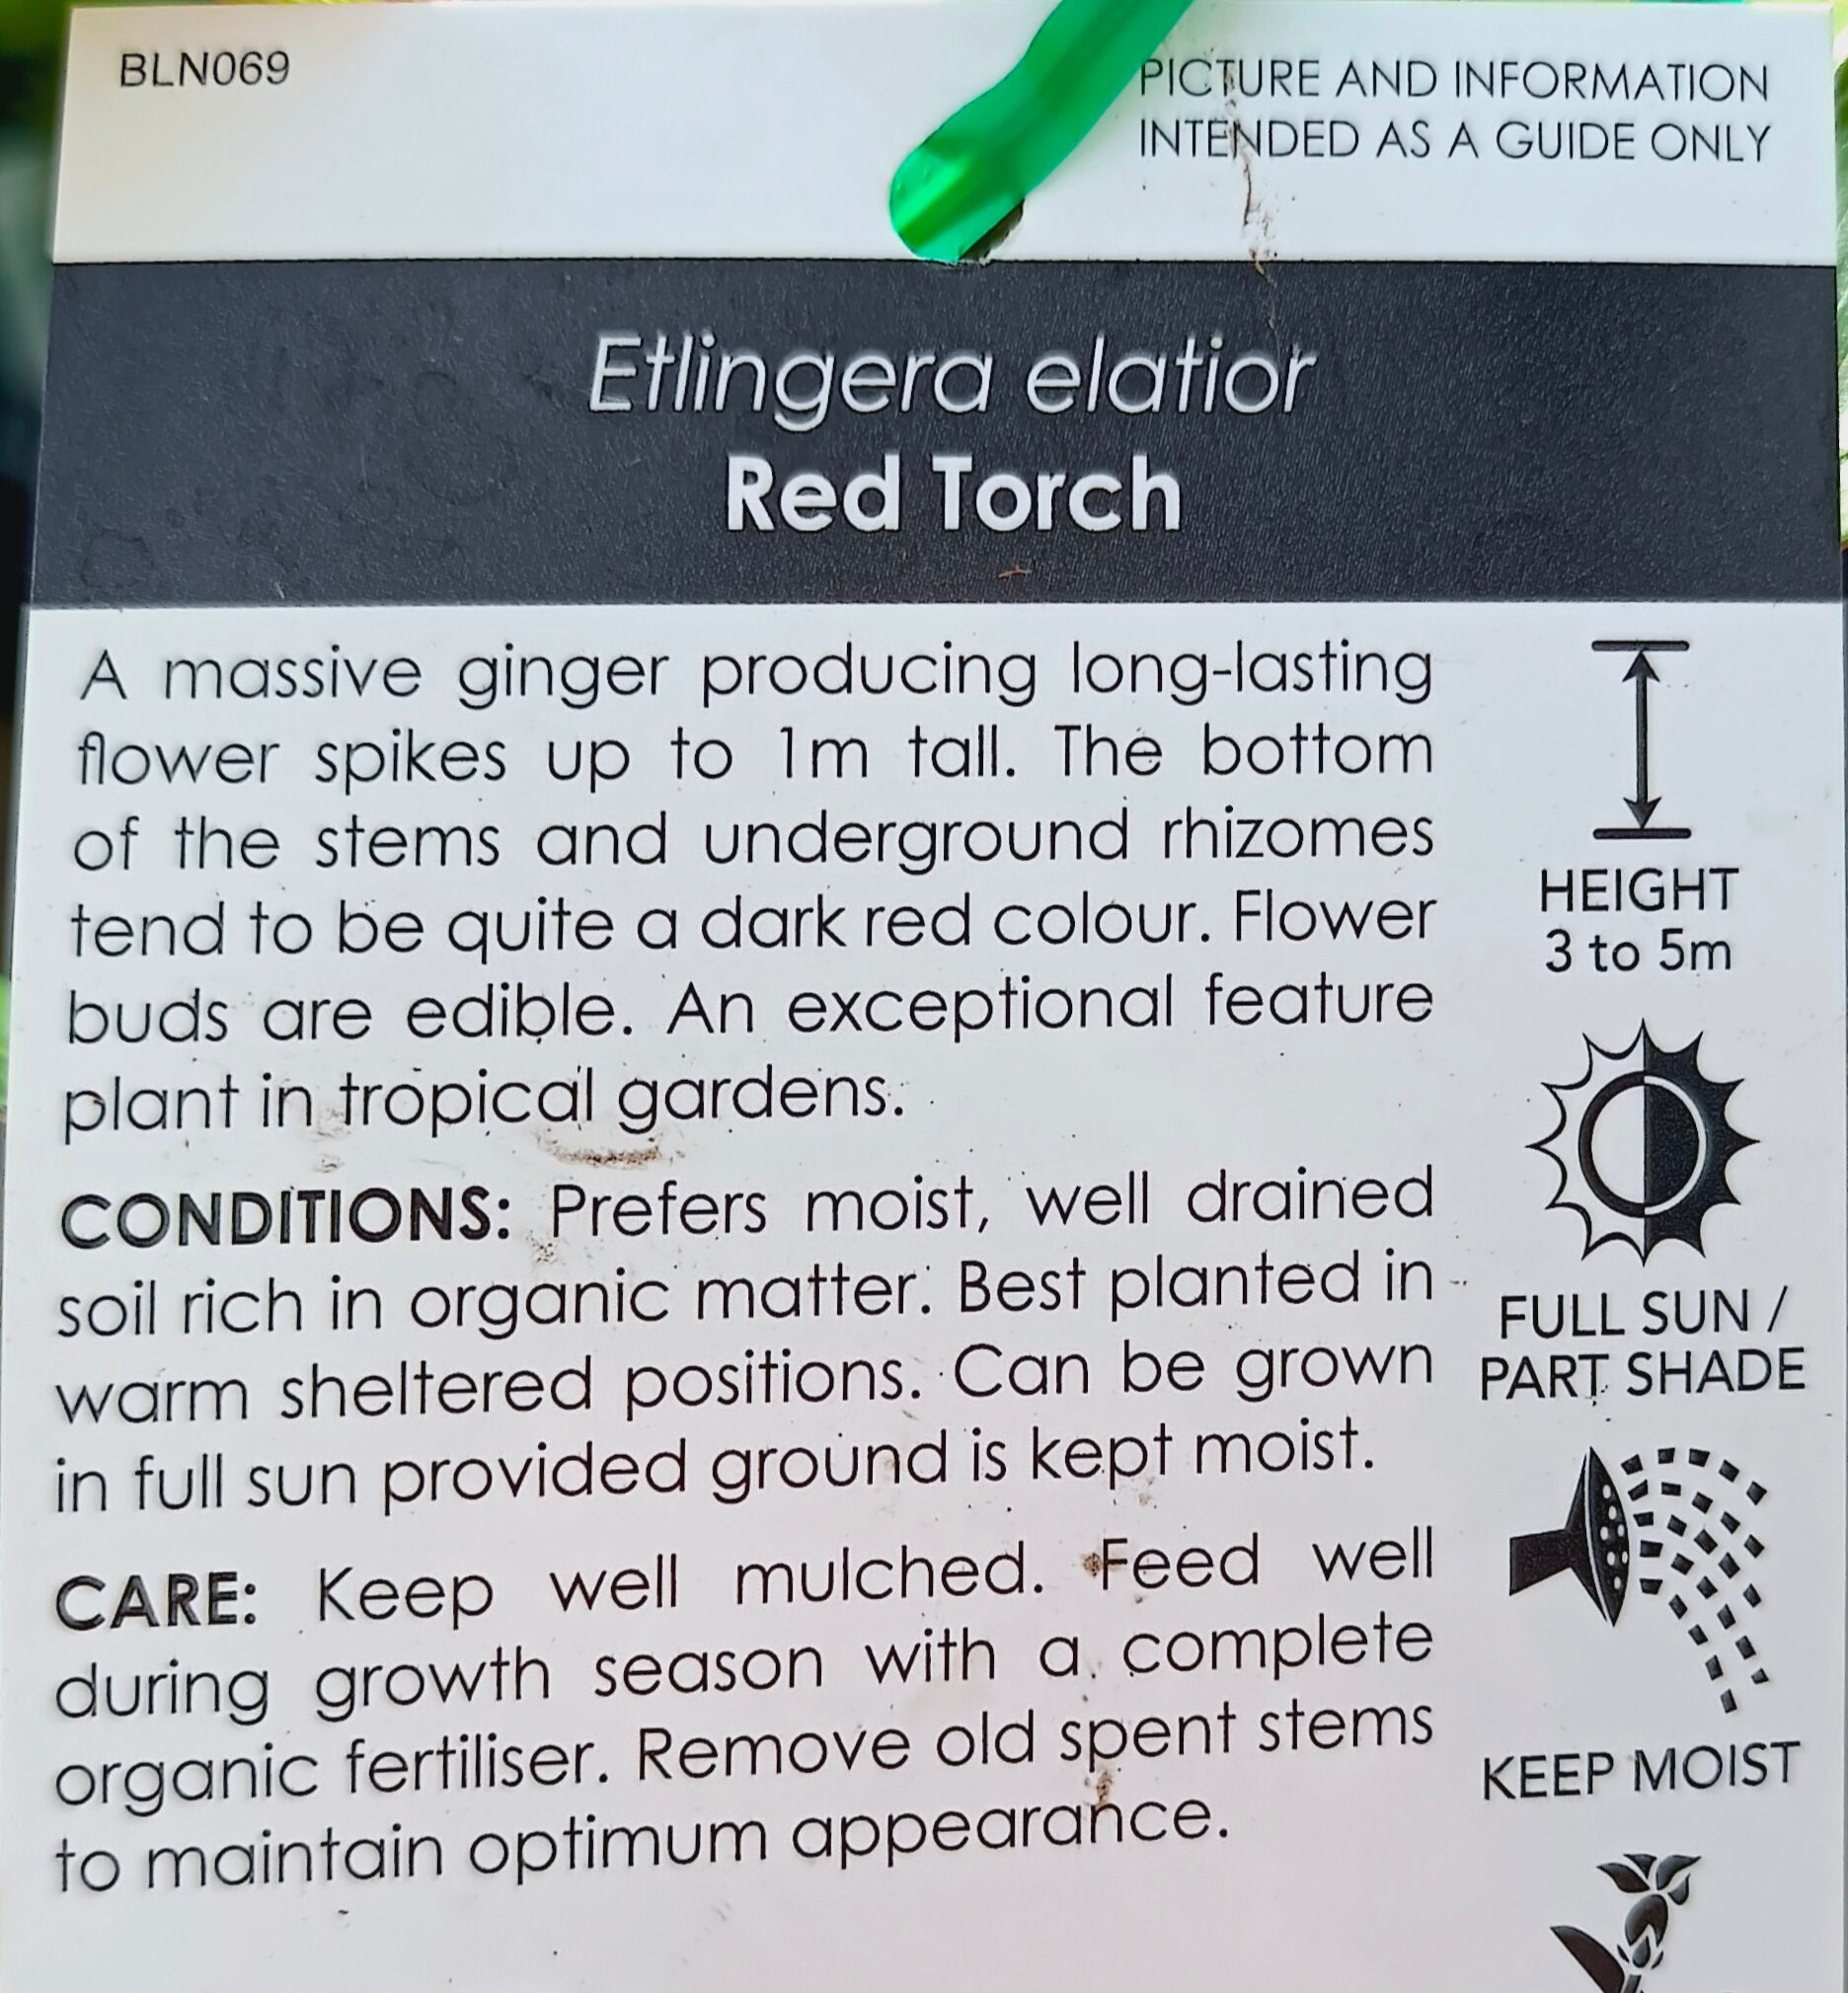 BLN069
PICTURE AND INFORMATION
INTENDED AS A GUIDE ONLY
Etlingera elatior
Red Torch
A massive ginger producing long-lasting
flower spikes up to 1m tall. The bottom
of the stems and underground rhizomes
tend to be quite a dark red colour. Flower
buds are edible. An exceptional feature
plant in tropical gardens.
CONDITIONS: Prefers moist, well drained
soil rich in organic matter. Best planted in
warm sheltered positions. Can be grown
in full sun provided ground is kept moist.
CARE: Keep well mulched. Feed well
during growth season with a complete
organic fertiliser. Remove old spent stems
to maintain optimum appearance.
HEIGHT
3 to 5m
FULL SUN /
PART SHADE
KEEP MOIST